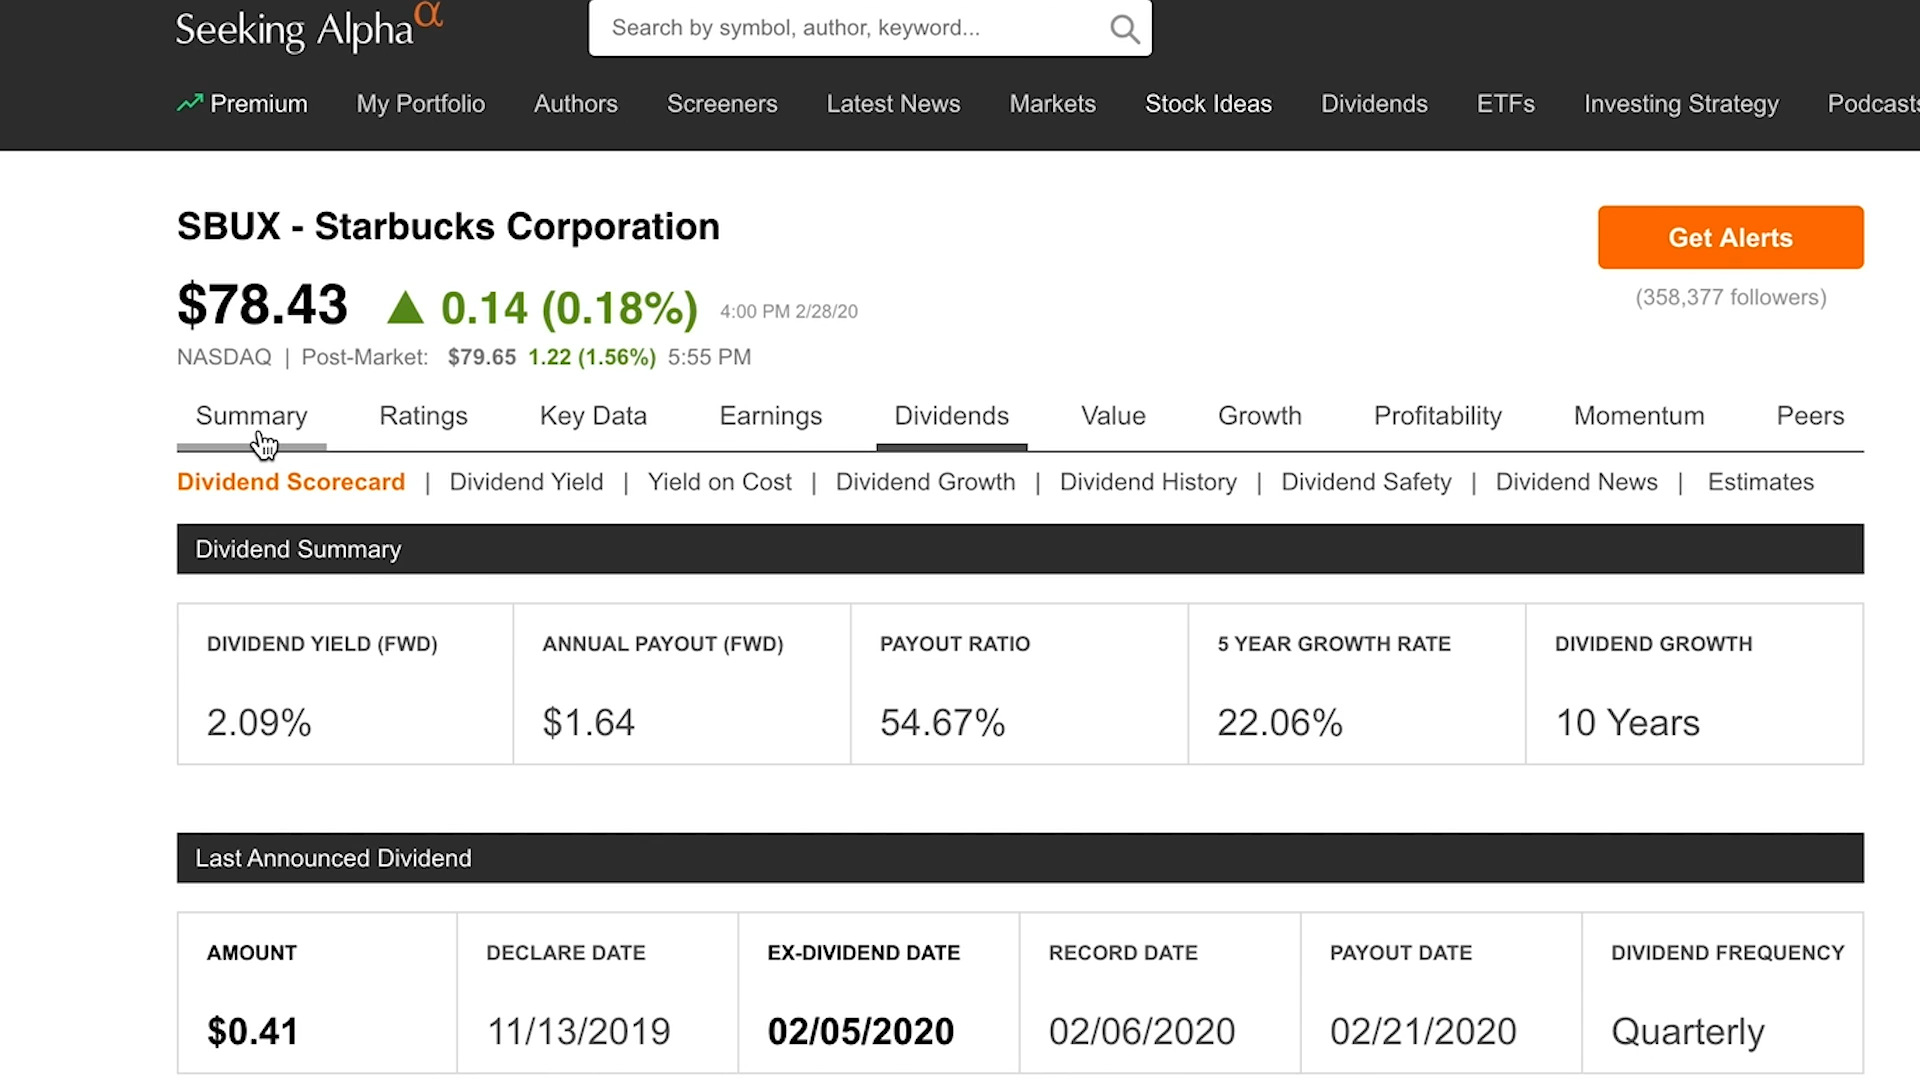 Seeking Alpha α
Search by symbol, author, keyword...
Premium My Portfolio Authors Screeners Latest News Markets Stock Ideas Dividends ETFs Investing Strategy Podcasts
SBUX - Starbucks Corporation
Get Alerts
$78.43 ▲ 0.14 (0.18%) 4:00 PM 2/28/20
(358,377 followers)
NASDAQ | Post-Market: $79.65 1.22 (1.56%) 5:55 PM
Summary Ratings Key Data Earnings Dividends Value Growth Profitability Momentum Peers
Dividend Scorecard | Dividend Yield | Yield on Cost | Dividend Growth | Dividend History | Dividend Safety | Dividend News | Estimates
Dividend Summary
DIVIDEND YIELD (FWD) ANNUAL PAYOUT (FWD) PAYOUT RATIO 5 YEAR GROWTH RATE DIVIDEND GROWTH
2.09% $1.64 54.67% 22.06% 10 Years
Last Announced Dividend
AMOUNT DECLARE DATE EX-DIVIDEND DATE RECORD DATE PAYOUT DATE DIVIDEND FREQUENCY
$0.41 11/13/2019 02/05/2020 02/06/2020 02/21/2020 Quarterly